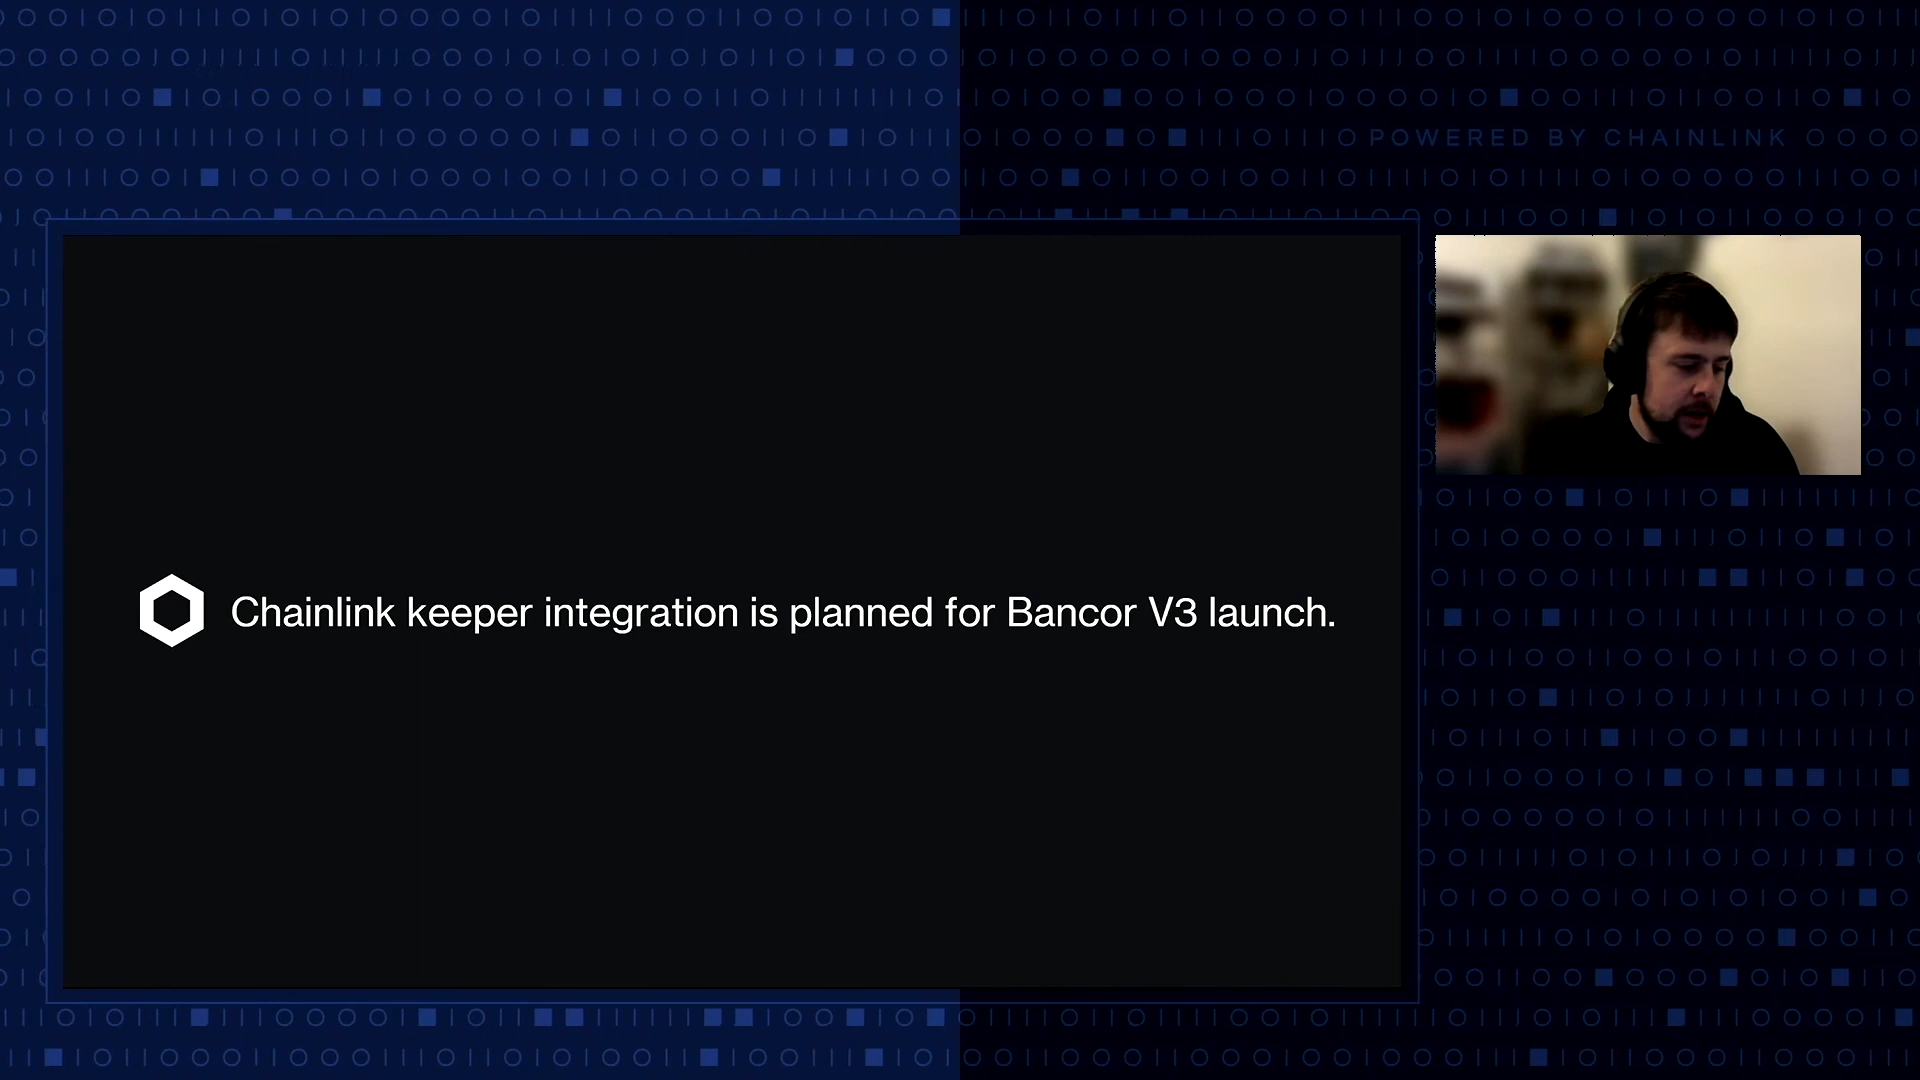 POWERED BY CHAINLINK
Chainlink keeper integration is planned for Bancor V3 launch.